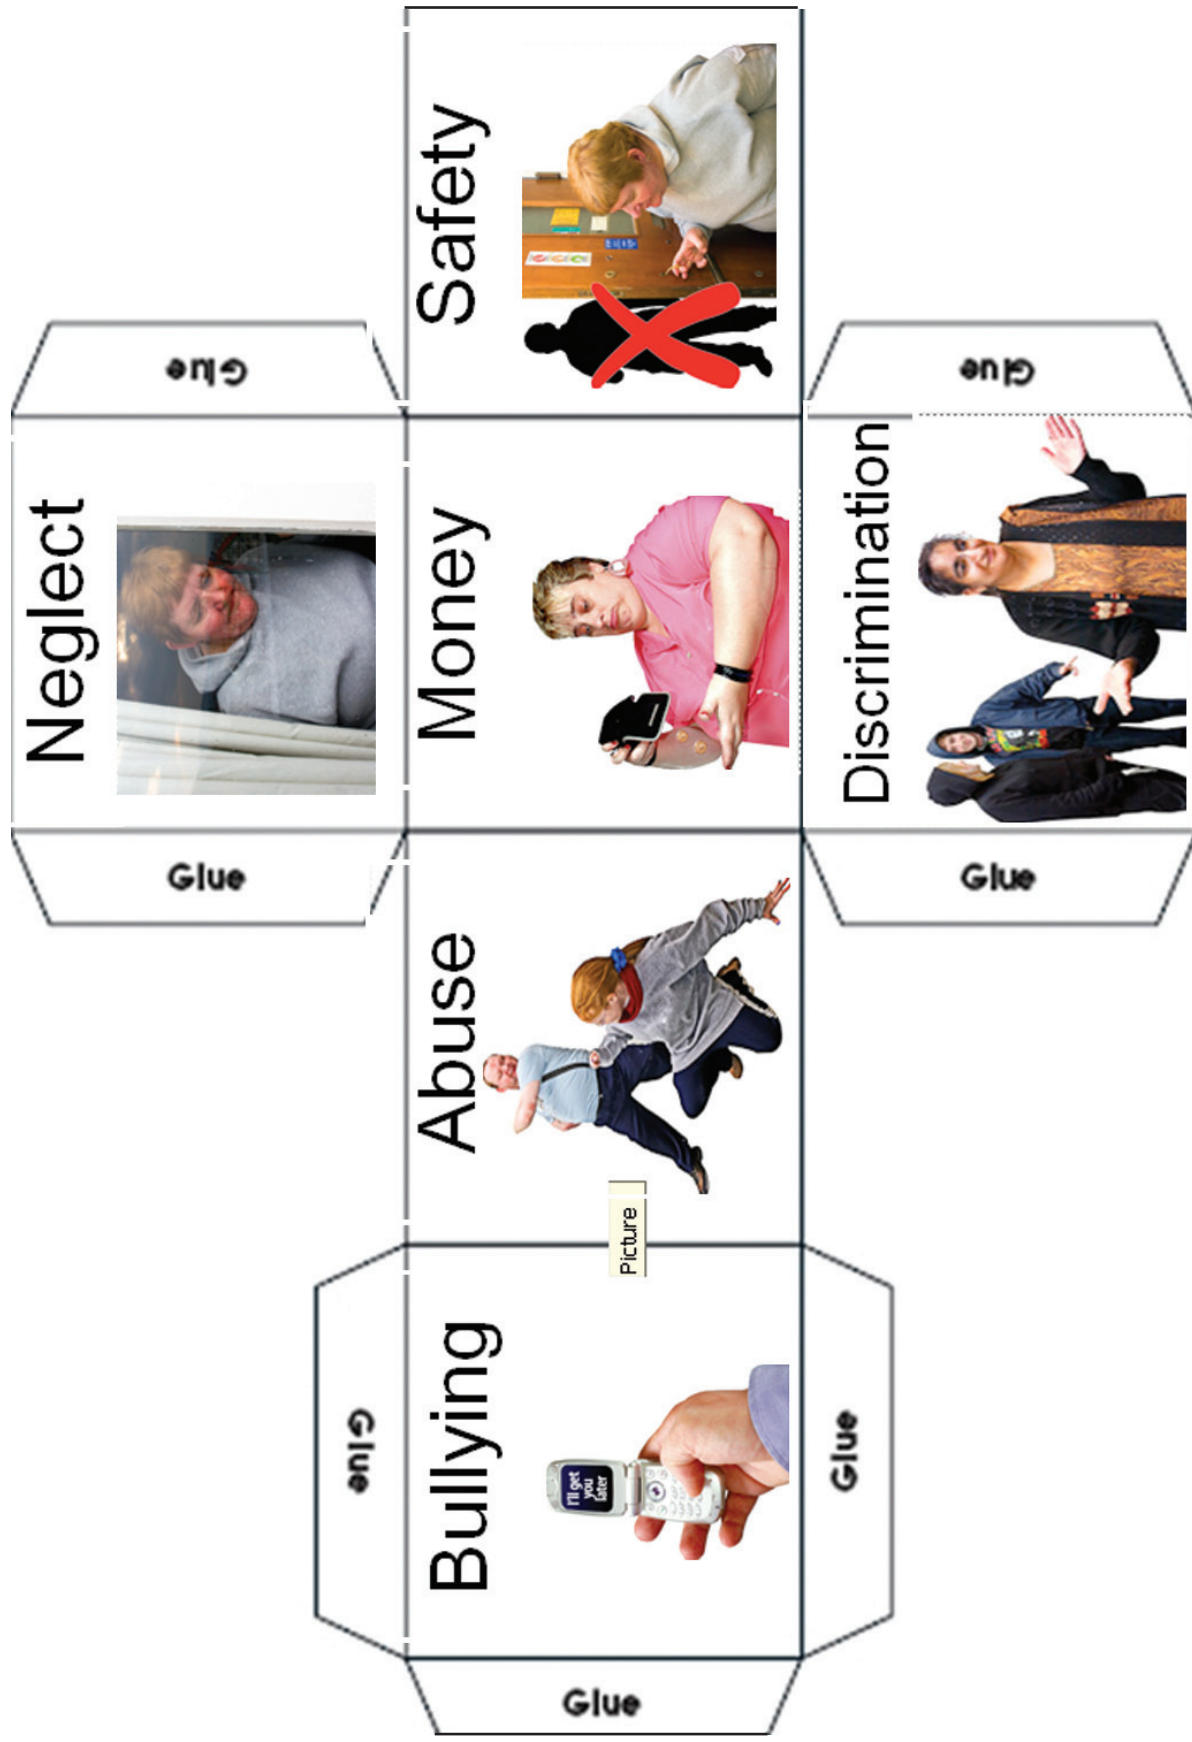 Safety
Glue
Glue
Neglect
Money
Discrimination
Glue
Glue
Abuse
Picture
Bullying
I'll get
you
later
Glue
Glue
Glue